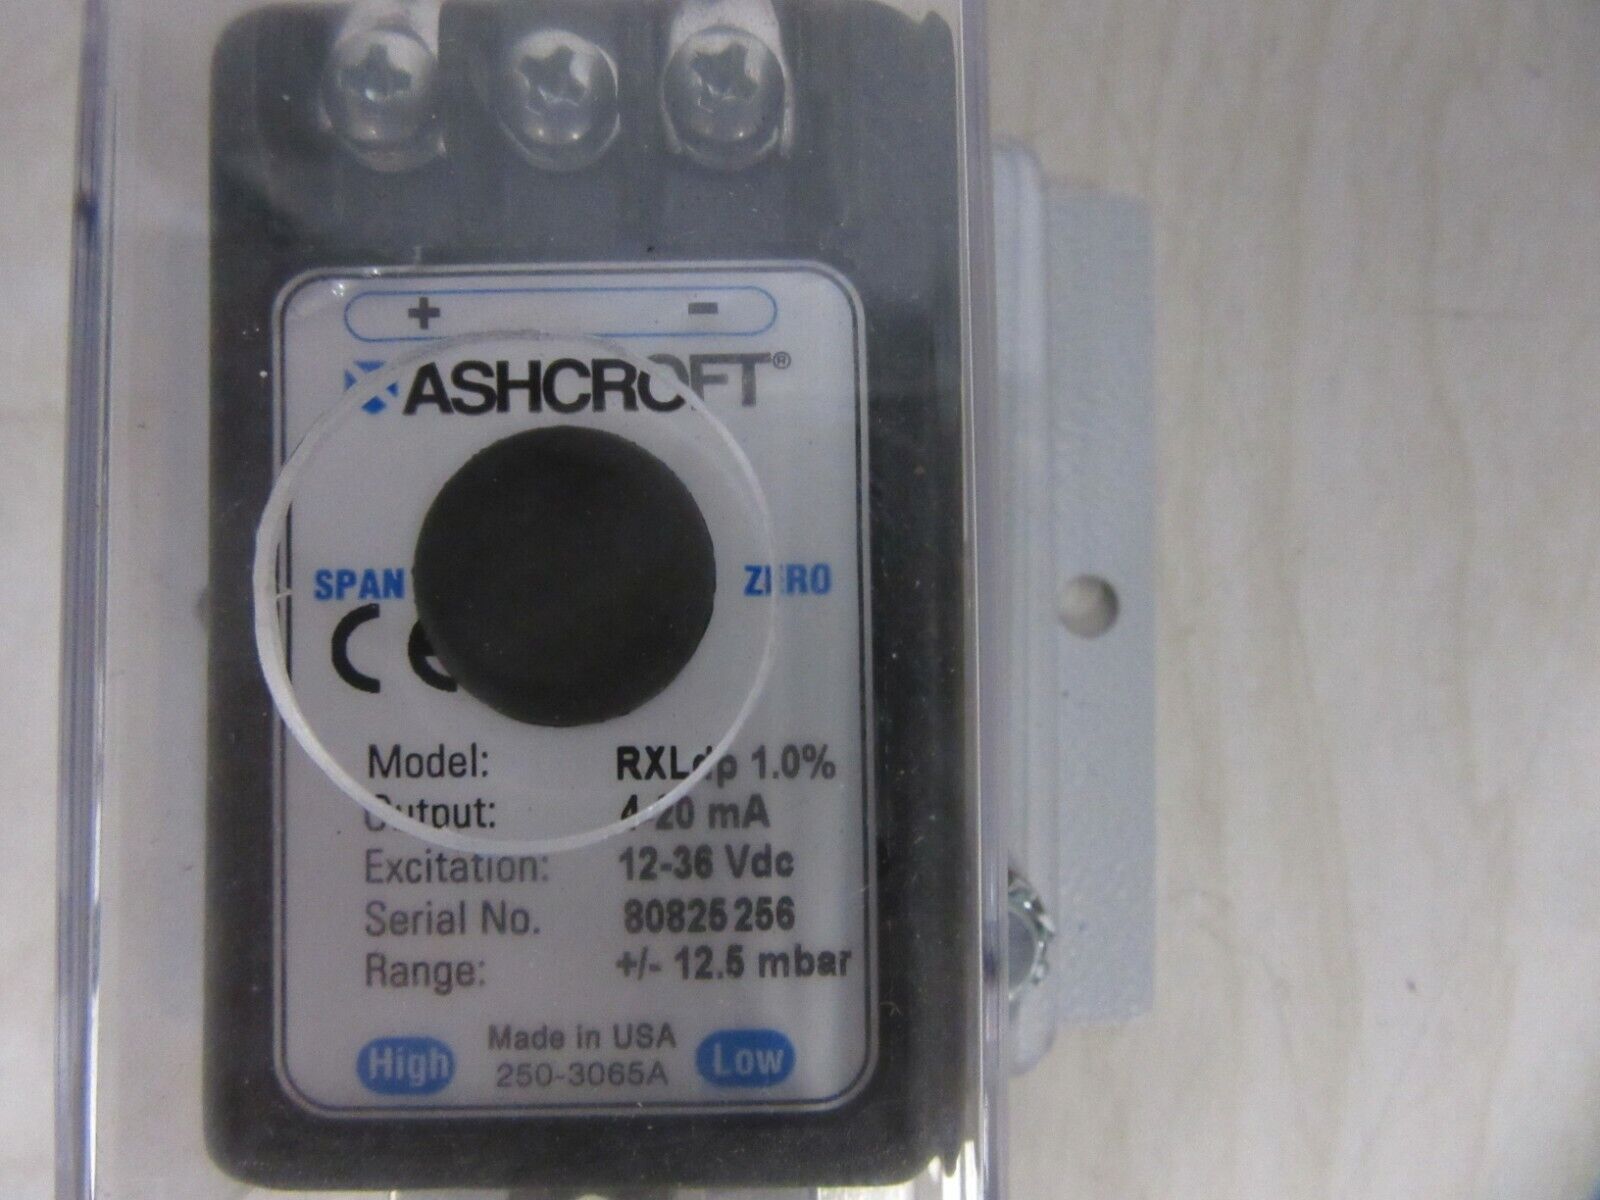 + -
ASHCROFT®
SPAN ZERO
CE
Model: RXLdp 1.0%
Output: 4-20 mA
Excitation: 12-36 Vdc
Serial No. 80825256
Range: +/- 12.5 mbar
High Made in USA Low
250-3065A